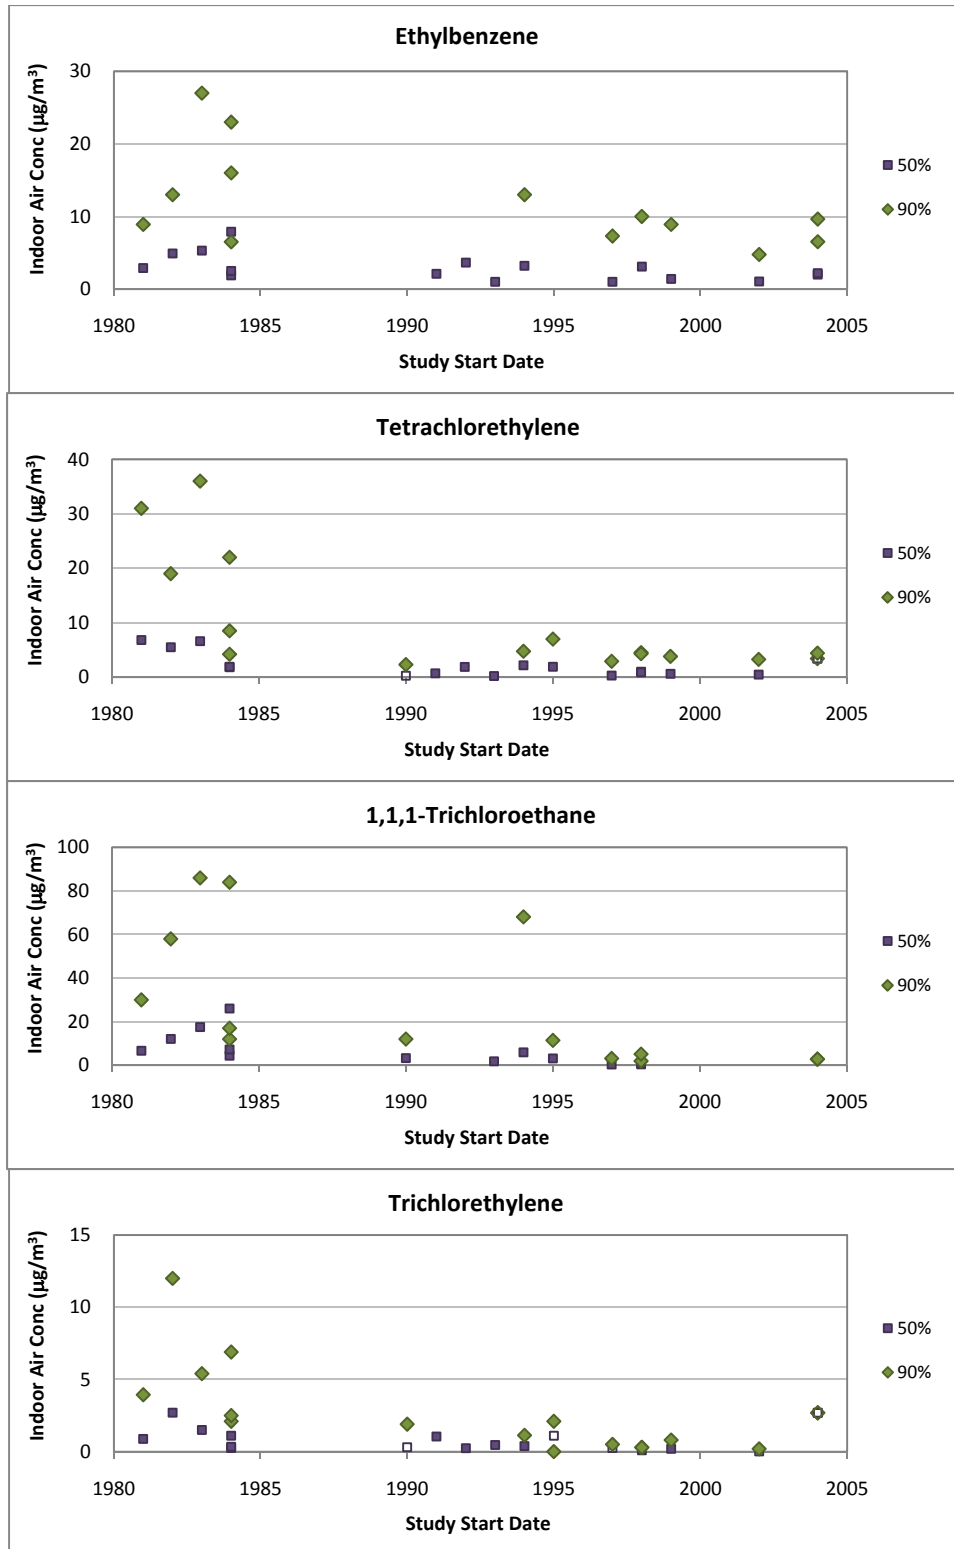 Ethylbenzene
Indoor Air Conc (µg/m³)
30
20
10
0
1980 1985 1990 1995 2000 2005
Study Start Date
50%
90%
Tetrachlorethylene
Indoor Air Conc (µg/m³)
40
30
20
10
0
1980 1985 1990 1995 2000 2005
Study Start Date
50%
90%
1,1,1-Trichloroethane
Indoor Air Conc (µg/m³)
100
80
60
40
20
0
1980 1985 1990 1995 2000 2005
Study Start Date
50%
90%
Trichlorethylene
Indoor Air Conc (µg/m³)
15
10
5
0
1980 1985 1990 1995 2000 2005
Study Start Date
50%
90%